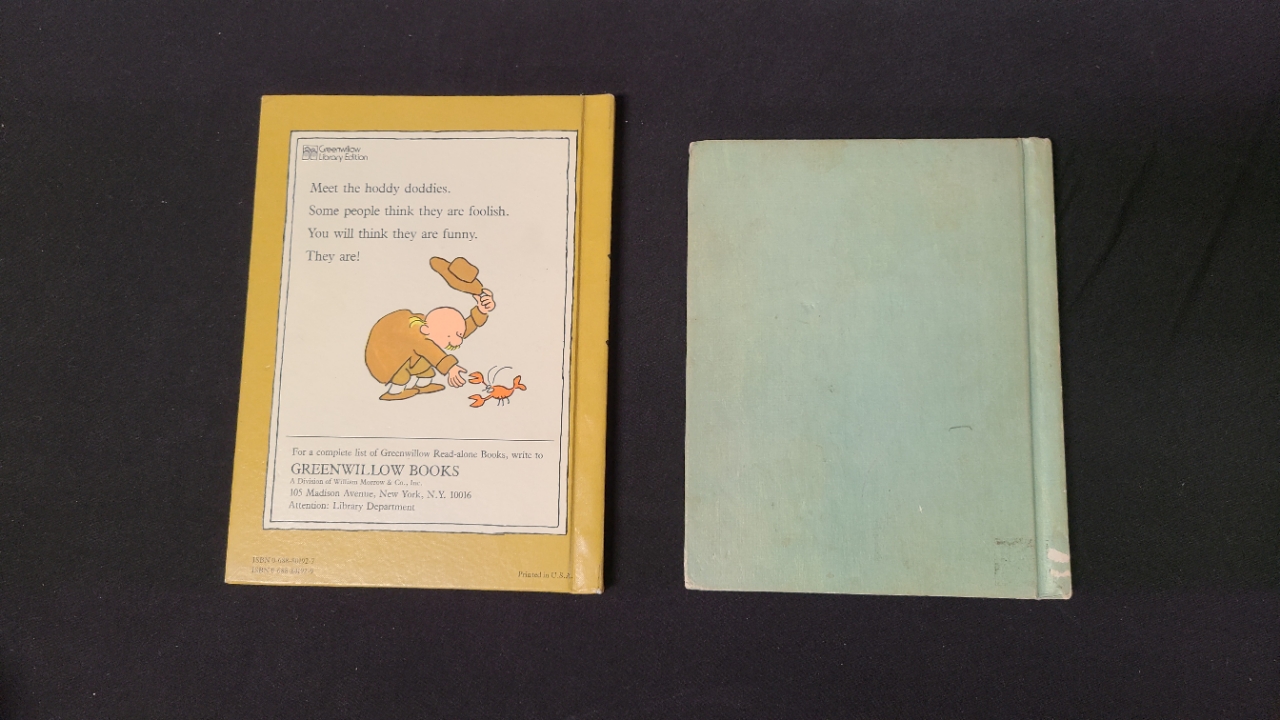 Greenwillow
Library Edition
Meet the hoddy doddies.
Some people think they are foolish.
You will think they are funny.
They are!
For a complete list of Greenwillow Read-alone Books, write to
GREENWILLOW BOOKS
A Division of William Morrow & Co., Inc.
105 Madison Avenue, New York, N.Y. 10016
Attention: Library Department
ISBN
ISBN
Printed in U.S.A.